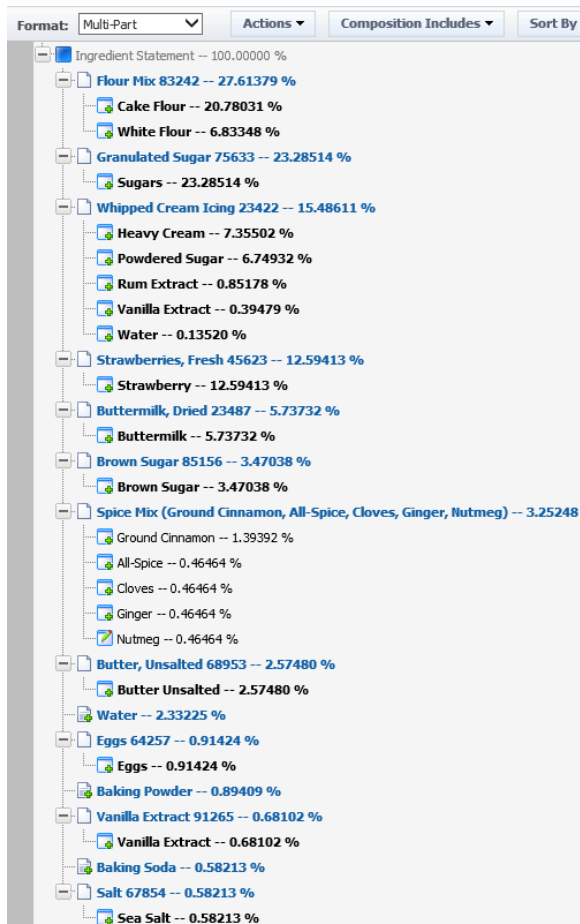 Format: Multi-Part Actions Composition Includes Sort By
Ingredient Statement -- 100.00000 %
Flour Mix 83242 -- 27.61379 %
Cake Flour -- 20.78031 %
White Flour -- 6.83348 %
Granulated Sugar 75633 -- 23.28514 %
Sugars -- 23.28514 %
Whipped Cream Icing 23422 -- 15.48611 %
Heavy Cream -- 7.35502 %
Powdered Sugar -- 6.74932 %
Rum Extract -- 0.85178 %
Vanilla Extract -- 0.39479 %
Water -- 0.13520 %
Strawberries, Fresh 45623 -- 12.59413 %
Strawberry -- 12.59413 %
Buttermilk, Dried 23487 -- 5.73732 %
Buttermilk -- 5.73732 %
Brown Sugar 85156 -- 3.47038 %
Brown Sugar -- 3.47038 %
Spice Mix (Ground Cinnamon, All-Spice, Cloves, Ginger, Nutmeg) -- 3.25248
Ground Cinnamon -- 1.39392 %
All-Spice -- 0.46464 %
Cloves -- 0.46464 %
Ginger -- 0.46464 %
Nutmeg -- 0.46464 %
Butter, Unsalted 68953 -- 2.57480 %
Butter Unsalted -- 2.57480 %
Water -- 2.33225 %
Eggs 64257 -- 0.91424 %
Eggs -- 0.91424 %
Baking Powder -- 0.89409 %
Vanilla Extract 91265 -- 0.68102 %
Vanilla Extract -- 0.68102 %
Baking Soda -- 0.58213 %
Salt 67854 -- 0.58213 %
Sea Salt -- 0.58213 %